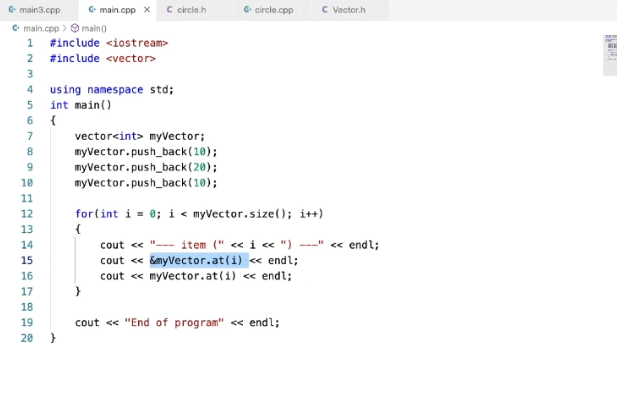 main3.cpp main.cpp × C circle.h circle.cpp C Vector.h
main.cpp > main()
1 #include <iostream>
2 #include <vector>
3
4 using namespace std;
5 int main()
6 {
7 vector<int> myVector;
8 myVector.push_back(10);
9 myVector.push_back(20);
10 myVector.push_back(10);
11
12 for(int i = 0; i < myVector.size(); i++)
13 {
14 cout << "--- item (" << i << ") ---" << endl;
15 cout << &myVector.at(i) << endl;
16 cout << myVector.at(i) << endl;
17 }
18
19 cout << "End of program" << endl;
20 }